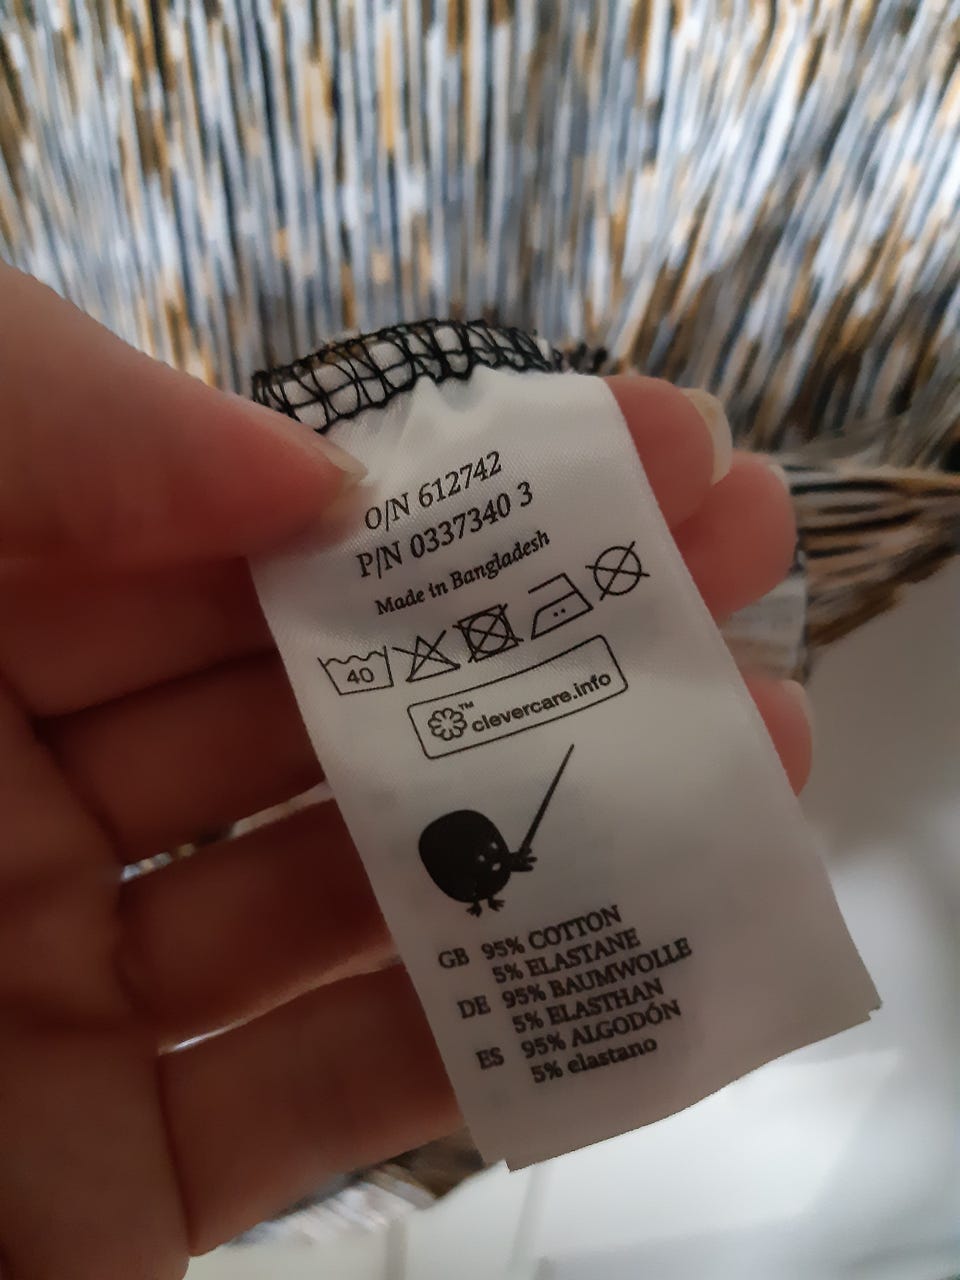 O/N 612742
P/N 0337340 3
Made in Bangladesh
40
™ clevercare.info
GB 95% COTTON
5% ELASTANE
DE 95% BAUMWOLLE
5% ELASTHAN
ES 95% ALGODÓN
5% elastano